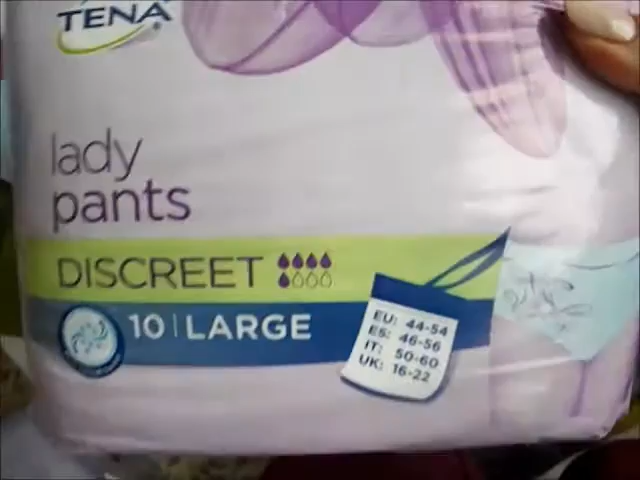 TENA
lady
pants
DISCREET
10 | LARGE
EU: 44-54
ES: 46-56
IT: 50-60
UK: 16-22